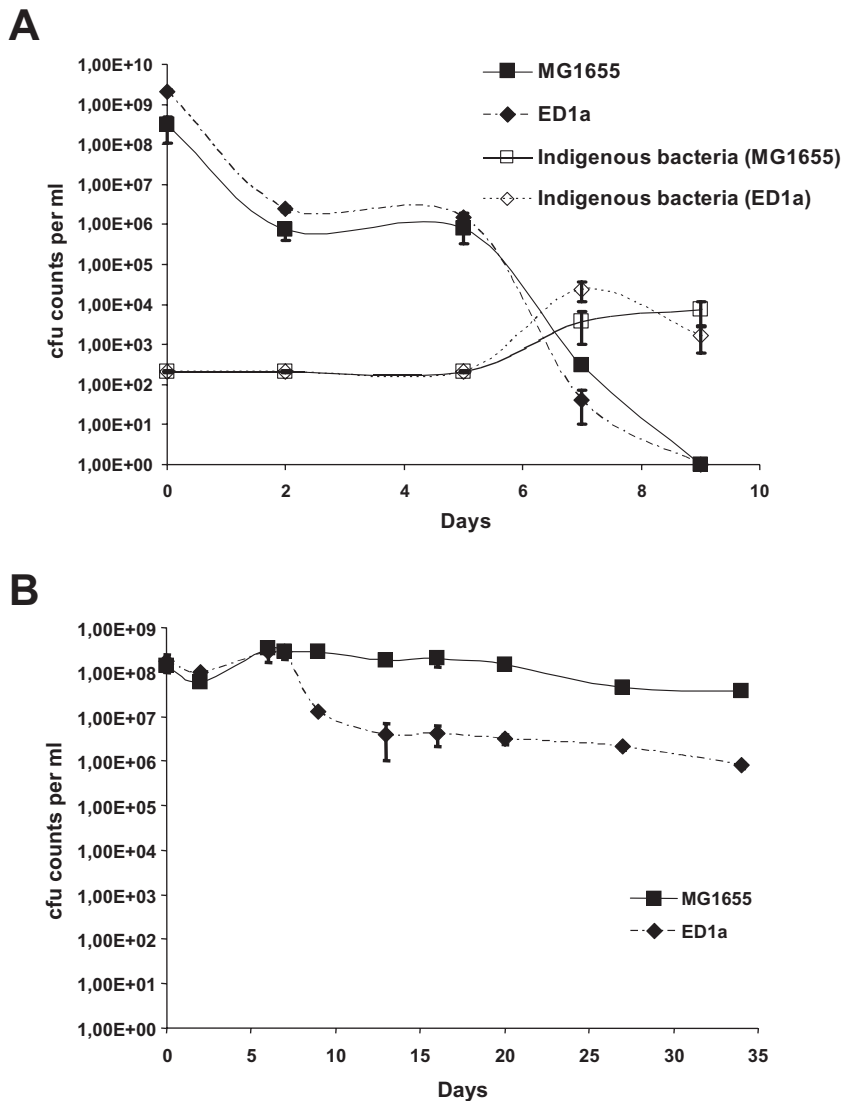 A
1,00E+10
1,00E+09
1,00E+08
1,00E+07
1,00E+06
1,00E+05
1,00E+04
1,00E+03
1,00E+02
1,00E+01
1,00E+00
cfu counts per ml
0 2 4 6 8 10
Days
MG1655
ED1a
Indigenous bacteria (MG1655)
Indigenous bacteria (ED1a)
B
1,00E+09
1,00E+08
1,00E+07
1,00E+06
1,00E+05
1,00E+04
1,00E+03
1,00E+02
1,00E+01
1,00E+00
cfu counts per ml
0 5 10 15 20 25 30 35
Days
MG1655
ED1a